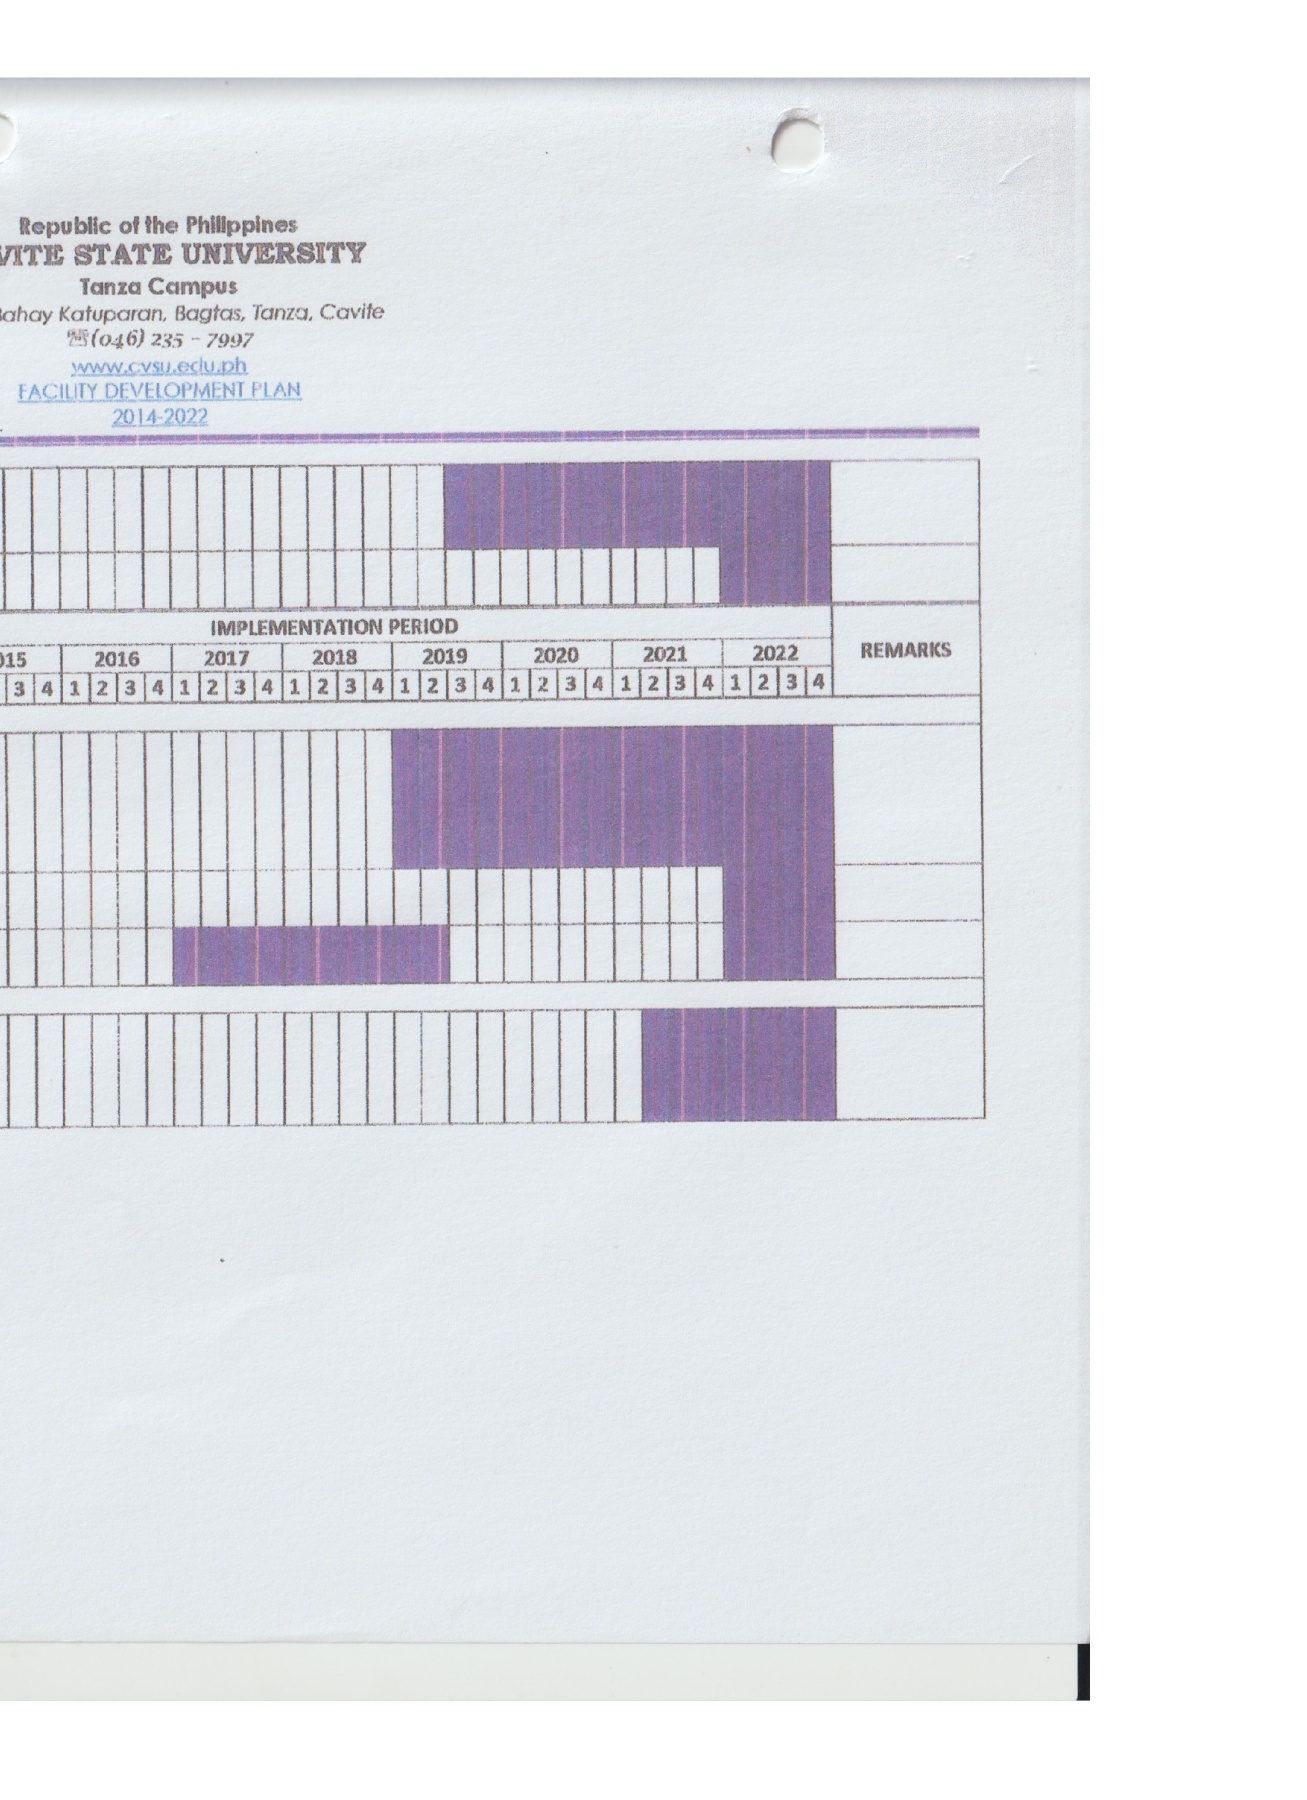 Republic of the Philippines
VITE STATE UNIVERSITY
Tanza Campus
Bahay Katuparan, Bagtas, Tanza, Cavite
☏(046) 235 - 7997
www.cvsu.edu.ph
FACILITY DEVELOPMENT PLAN
2014-2022
IMPLEMENTATION PERIOD
REMARKS
015 2016 2017 2018 2019 2020 2021 2022
3 4 1 2 3 4 1 2 3 4 1 2 3 4 1 2 3 4 1 2 3 4 1 2 3 4 1 2 3 4